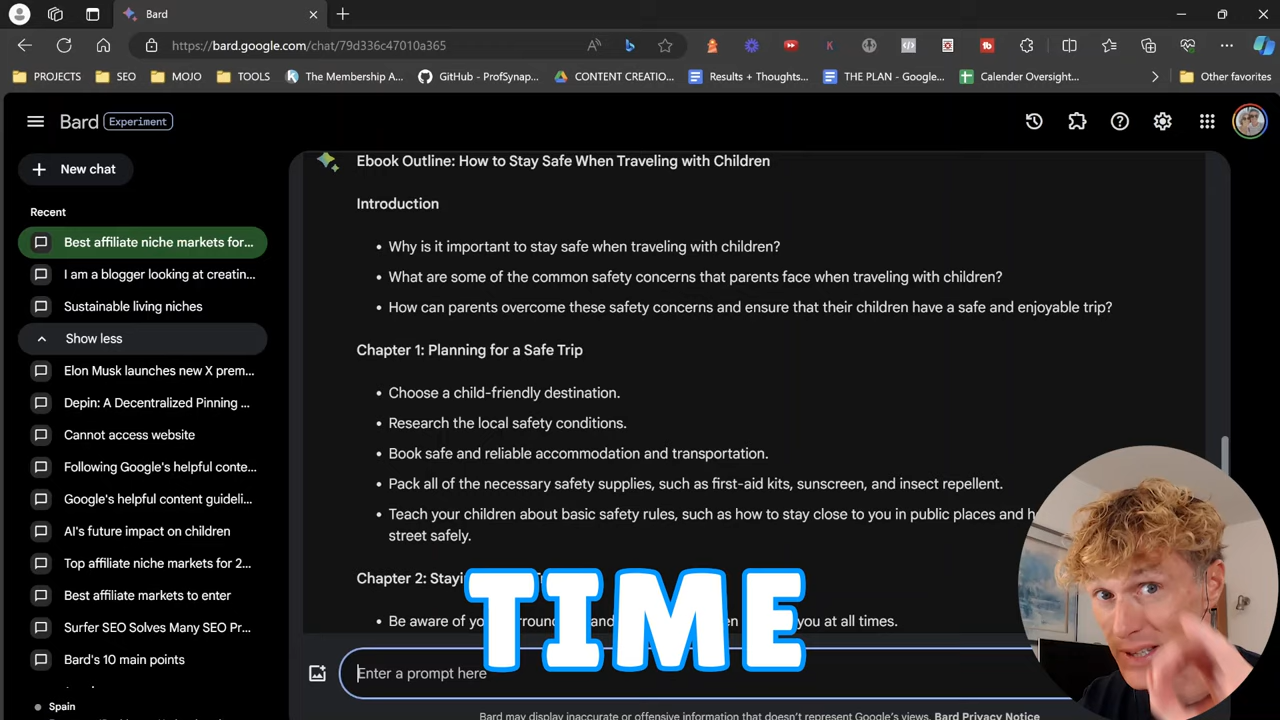 Bard
https://bard.google.com/chat/79d336c47010a365
PROJECTS
SEO
MOJO
TOOLS
The Membership A...
GitHub - ProfSynap...
CONTENT CREATIO...
Results + Thoughts...
THE PLAN - Google...
Calender Oversight...
Other favorites
Bard Experiment
New chat
Recent
Best affiliate niche markets for...
I am a blogger looking at creatin...
Sustainable living niches
Show less
Elon Musk launches new X prem...
Depin: A Decentralized Pinning ...
Cannot access website
Following Google's helpful conte...
Google's helpful content guideli...
AI's future impact on children
Top affiliate niche markets for 2...
Best affiliate markets to enter
Surfer SEO Solves Many SEO Pr...
Bard's 10 main points
Spain
Ebook Outline: How to Stay Safe When Traveling with Children
Introduction
• Why is it important to stay safe when traveling with children?
• What are some of the common safety concerns that parents face when traveling with children?
• How can parents overcome these safety concerns and ensure that their children have a safe and enjoyable trip?
Chapter 1: Planning for a Safe Trip
• Choose a child-friendly destination.
• Research the local safety conditions.
• Book safe and reliable accommodation and transportation.
• Pack all of the necessary safety supplies, such as first-aid kits, sunscreen, and insect repellent.
• Teach your children about basic safety rules, such as how to stay close to you in public places and
street safely.
Chapter 2:
• Be aware of you at all times.
TIME
Enter a prompt here
Bard may display inaccurate or offensive information that doesn't represent Google's views. Bard Privacy Notice